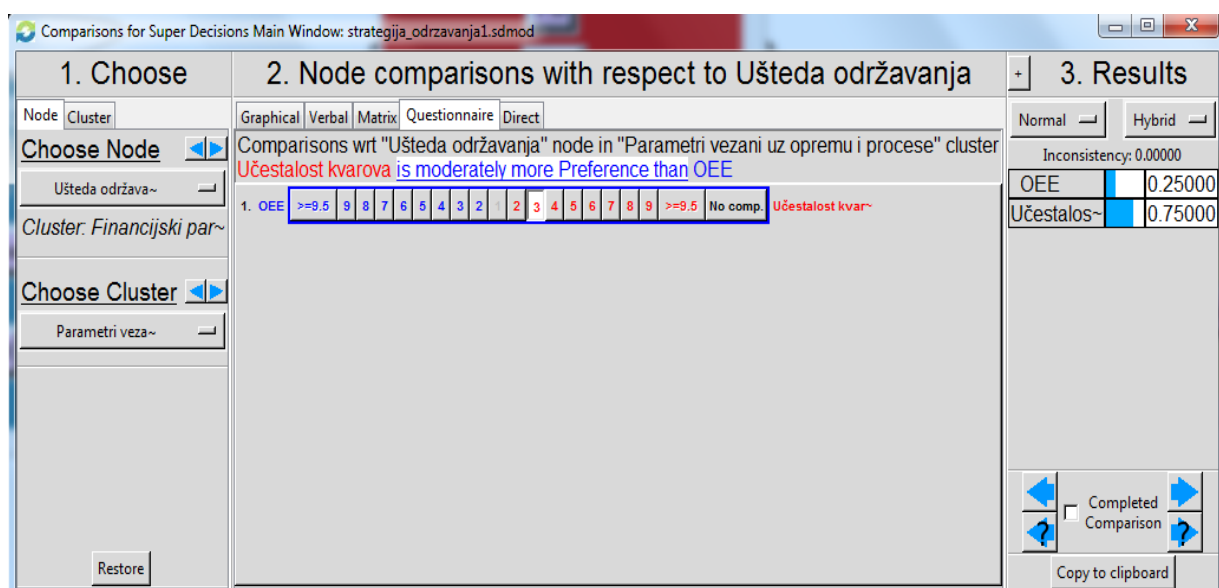 Comparisons for Super Decisions Main Window: strategija_odrzavanja1.sdmod
1. Choose
Node Cluster
Choose Node
Ušteda održava~
Cluster: Financijski par~
Choose Cluster
Parametri veza~
Restore
2. Node comparisons with respect to Ušteda održavanja
Graphical Verbal Matrix Questionnaire Direct
Comparisons wrt "Ušteda održavanja" node in "Parametri vezani uz opremu i procese" cluster
Učestalost kvarova is moderately more Preference than OEE
1. OEE >=9.5 9 8 7 6 5 4 3 2 1 2 3 4 5 6 7 8 9 >=9.5 No comp. Učestalost kvar~
+ 3. Results
Normal Hybrid
Inconsistency: 0.00000
OEE 0.25000
Učestalos~ 0.75000
Completed
Comparison
? ?
Copy to clipboard